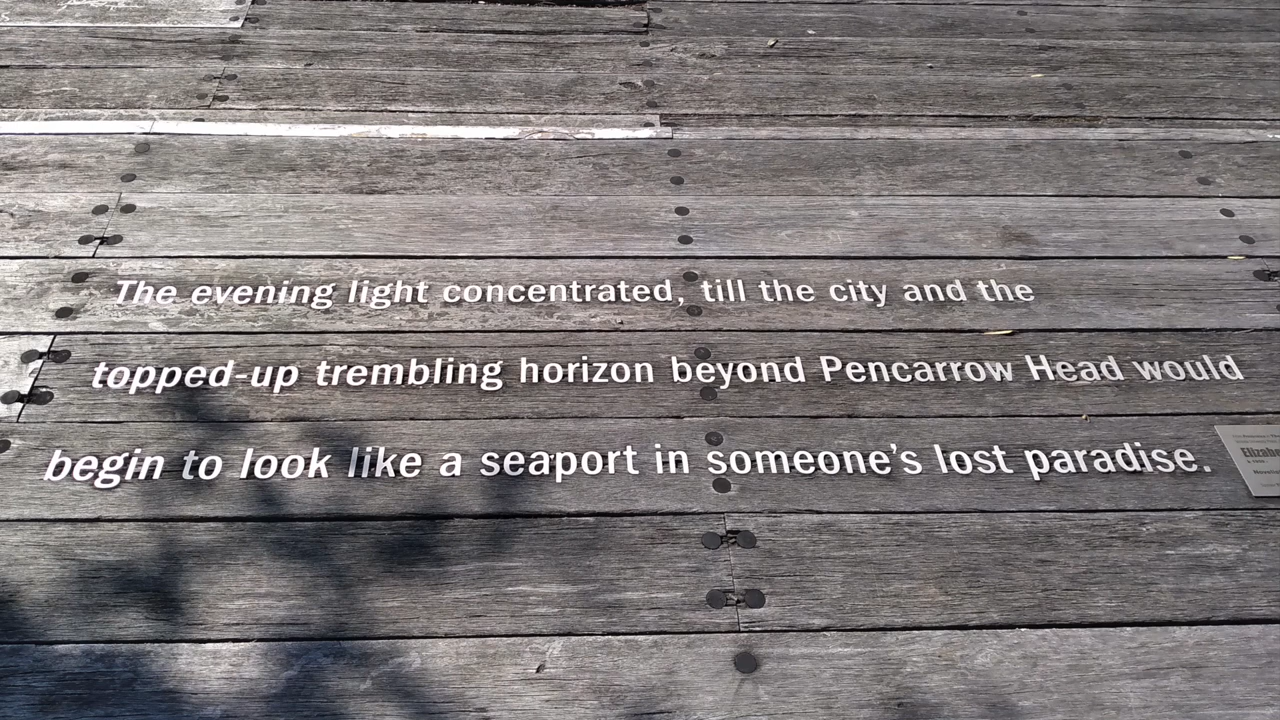 The evening light concentrated, till the city and the
topped-up trembling horizon beyond Pencarrow Head would
begin to look like a seaport in someone's lost paradise.